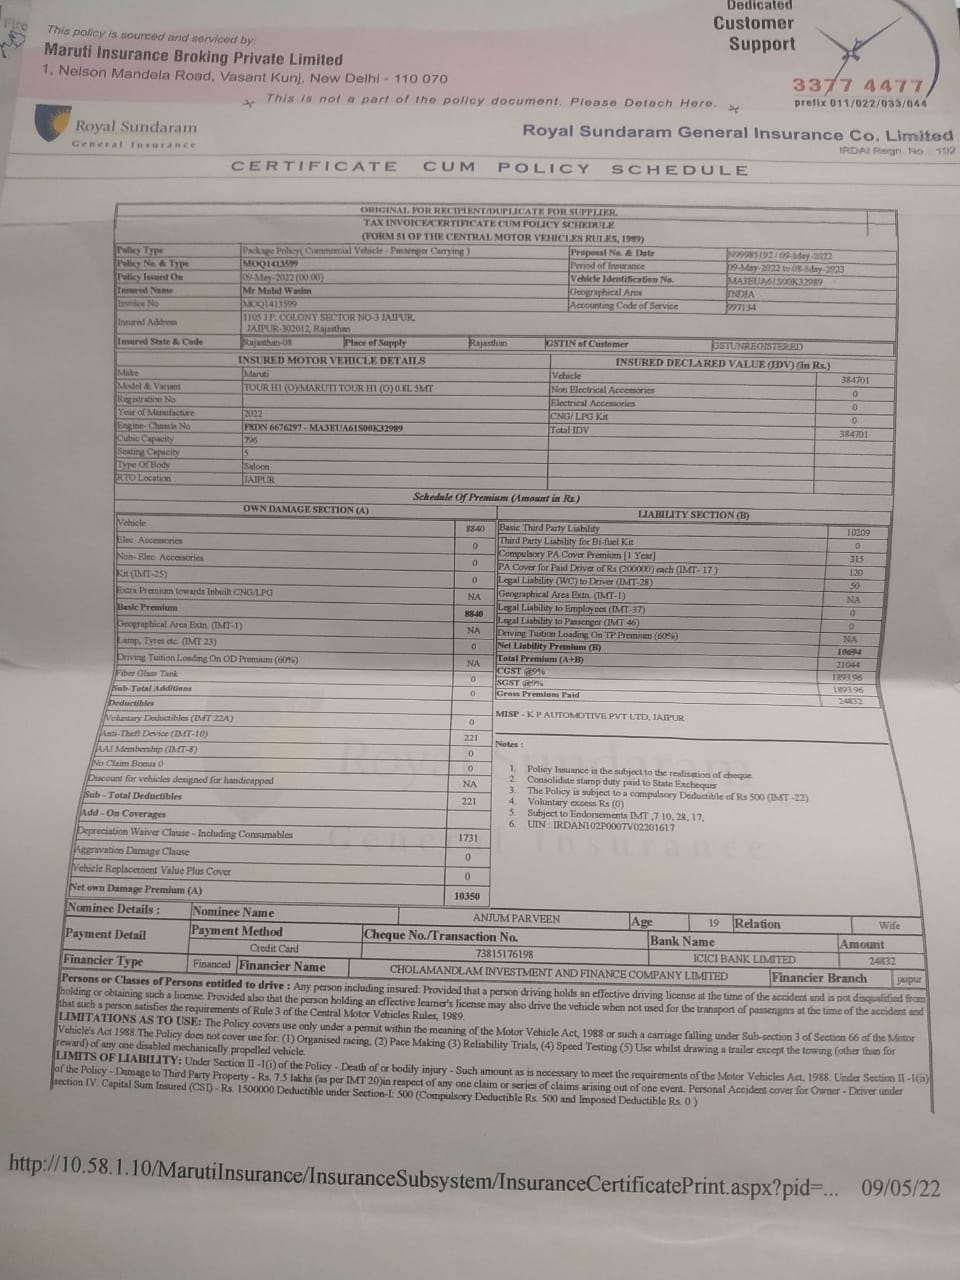 This policy is sourced and serviced by:
Maruti Insurance Broking Private Limited
1, Nelson Mandela Road, Vasant Kunj, New Delhi - 110 070
Dedicated
Customer
Support
3377 4477
prefix 011/022/033/044
This is not a part of the policy document. Please Detach Here.
Royal Sundaram
General Insurance
Royal Sundaram General Insurance Co. Limited
IRDAI Regn. No. - 102
CERTIFICATE CUM POLICY SCHEDULE
ORIGINAL FOR RECIPIENT/DUPLICATE FOR SUPPLIER.
TAX INVOICE/CERTIFICATE CUM POLICY SCHEDULE
(FORM 51 OF THE CENTRAL MOTOR VEHICLES RULES, 1989)
Policy Type Package Policy( Commercial Vehicle - Passenger Carrying ) Proposal No. & Date N99985192 / 09-May-2022
Policy No. & Type MOQ1413599 Period of Insurance 09-May-2022 to 08-May-2023
Policy Issued On 09-May-2022 (00:00) Vehicle Identification No. MA3EUA61S00K32989
Insured Name Mr Mohd Wasim Geographical Area INDIA
Invoice No MOQ1413599 Accounting Code of Service 997134
Insured Address 1105 J.P. COLONY SECTOR NO-3 JAIPUR,
JAIPUR-302012, Rajasthan
Insured State & Code Rajasthan-08 Place of Supply Rajasthan GSTIN of Customer GSTUNREGISTERED
INSURED MOTOR VEHICLE DETAILS INSURED DECLARED VALUE (IDV) (in Rs.)
Make Maruti Vehicle 384701
Model & Variant TOUR H1 (O)/MARUTI TOUR H1 (O) 0.8L 5MT Non Electrical Accessories 0
Registration No Electrical Accessories 0
Year of Manufacture 2022 CNG/ LPG Kit 0
Engine- Chassis No F8DN 6676297 - MA3EUA61S00K32989 Total IDV 384701
Cubic Capacity 796
Seating Capacity 5
Type Of Body Saloon
RTO Location JAIPUR
Schedule Of Premium (Amount in Rs.)
OWN DAMAGE SECTION (A) LIABILITY SECTION (B)
Vehicle 8840 Basic Third Party Liability 10209
Elec. Accessories 0 Third Party Liability for Bi-fuel Kit 0
Non- Elec. Accessories 0 Compulsory PA Cover Premium [1 Year] 315
Kit (IMT-25) 0 PA Cover for Paid Driver of Rs (200000) each (IMT- 17 ) 120
Extra Premium towards Inbuilt CNG/LPG NA Legal Liability (WC) to Driver (IMT-28) 50
Basic Premium 8840 Geographical Area Extn. (IMT-1) NA
Geographical Area Extn. (IMT-1) NA Legal Liability to Employees (IMT-37) 0
Lamp, Tyres etc. (IMT 23) 0 Legal Liability to Passenger (IMT 46) 0
Driving Tuition Loading On OD Premium (60%) NA Driving Tuition Loading On TP Premium (60%) NA
Fiber Glass Tank 0 Net Liability Premium (B) 10694
Sub-Total Additions 0 Total Premium (A+B) 21044
Deductibles CGST @9% 1893.96
Voluntary Deductibles (IMT 22A) 0 SGST @9% 1893.96
Anti-Theft Device (IMT-10) 221 Gross Premium Paid 24832
AAI Membership (IMT-8) 0 MISP - K P AUTOMOTIVE PVT LTD, JAIPUR
No Claim Bonus 0 0
Discount for vehicles designed for handicapped NA
Sub - Total Deductibles 221
Add - On Coverages
Depreciation Waiver Clause - Including Consumables 1731
Aggravation Damage Clause 0
Vehicle Replacement Value Plus Cover 0
Net own Damage Premium (A) 10350
Notes :
1. Policy Issuance is the subject to the realisation of cheque.
2. Consolidate stamp duty paid to State Exchequer
3. The Policy is subject to a compulsory Deductible of Rs 500 (IMT -22)
4. Voluntary excess Rs (0)
5. Subject to Endorsements IMT ,7 10, 28, 17,
6. UIN : IRDAN102P0007V02201617
Nominee Details : Nominee Name ANJUM PARVEEN Age 19 Relation Wife
Payment Detail Payment Method Cheque No./Transaction No. Bank Name Amount
Credit Card 73815176198 ICICI BANK LIMITED 24832
Financier Type Financed Financier Name CHOLAMANDLAM INVESTMENT AND FINANCE COMPANY LIMITED Financier Branch jaipur
Persons or Classes of Persons entitled to drive : Any person including insured: Provided that a person driving holds an effective driving license at the time of the accident and is not disqualified from
holding or obtaining such a license. Provided also that the person holding an effective learner's license may also drive the vehicle when not used for the transport of passengers at the time of the accident and
that such a person satisfies the requirements of Rule 3 of the Central Motor Vehicles Rules, 1989.
LIMITATIONS AS TO USE: The Policy covers use only under a permit within the meaning of the Motor Vehicle Act, 1988 or such a carriage falling under Sub-section 3 of Section 66 of the Motor
Vehicle's Act 1988 The Policy does not cover use for: (1) Organised racing, (2) Pace Making (3) Reliability Trials, (4) Speed Testing (5) Use whilst drawing a trailer except the towing (other than for
reward) of any one disabled mechanically propelled vehicle.
LIMITS OF LIABILITY: Under Section II -1(i) of the Policy - Death of or bodily injury - Such amount as is necessary to meet the requirements of the Motor Vehicles Act, 1988. Under Section II -1(ii)
of the Policy - Damage to Third Party Property - Rs. 7.5 lakhs (as per IMT 20)in respect of any one claim or series of claims arising out of one event. Personal Accident cover for Owner - Driver under
section IV: Capital Sum Insured (CSI) - Rs. 1500000 Deductible under Section-I: 500 (Compulsory Deductible Rs. 500 and Imposed Deductible Rs. 0 )
http://10.58.1.10/MarutiInsurance/InsuranceSubsystem/InsuranceCertificatePrint.aspx?pid=... 09/05/22